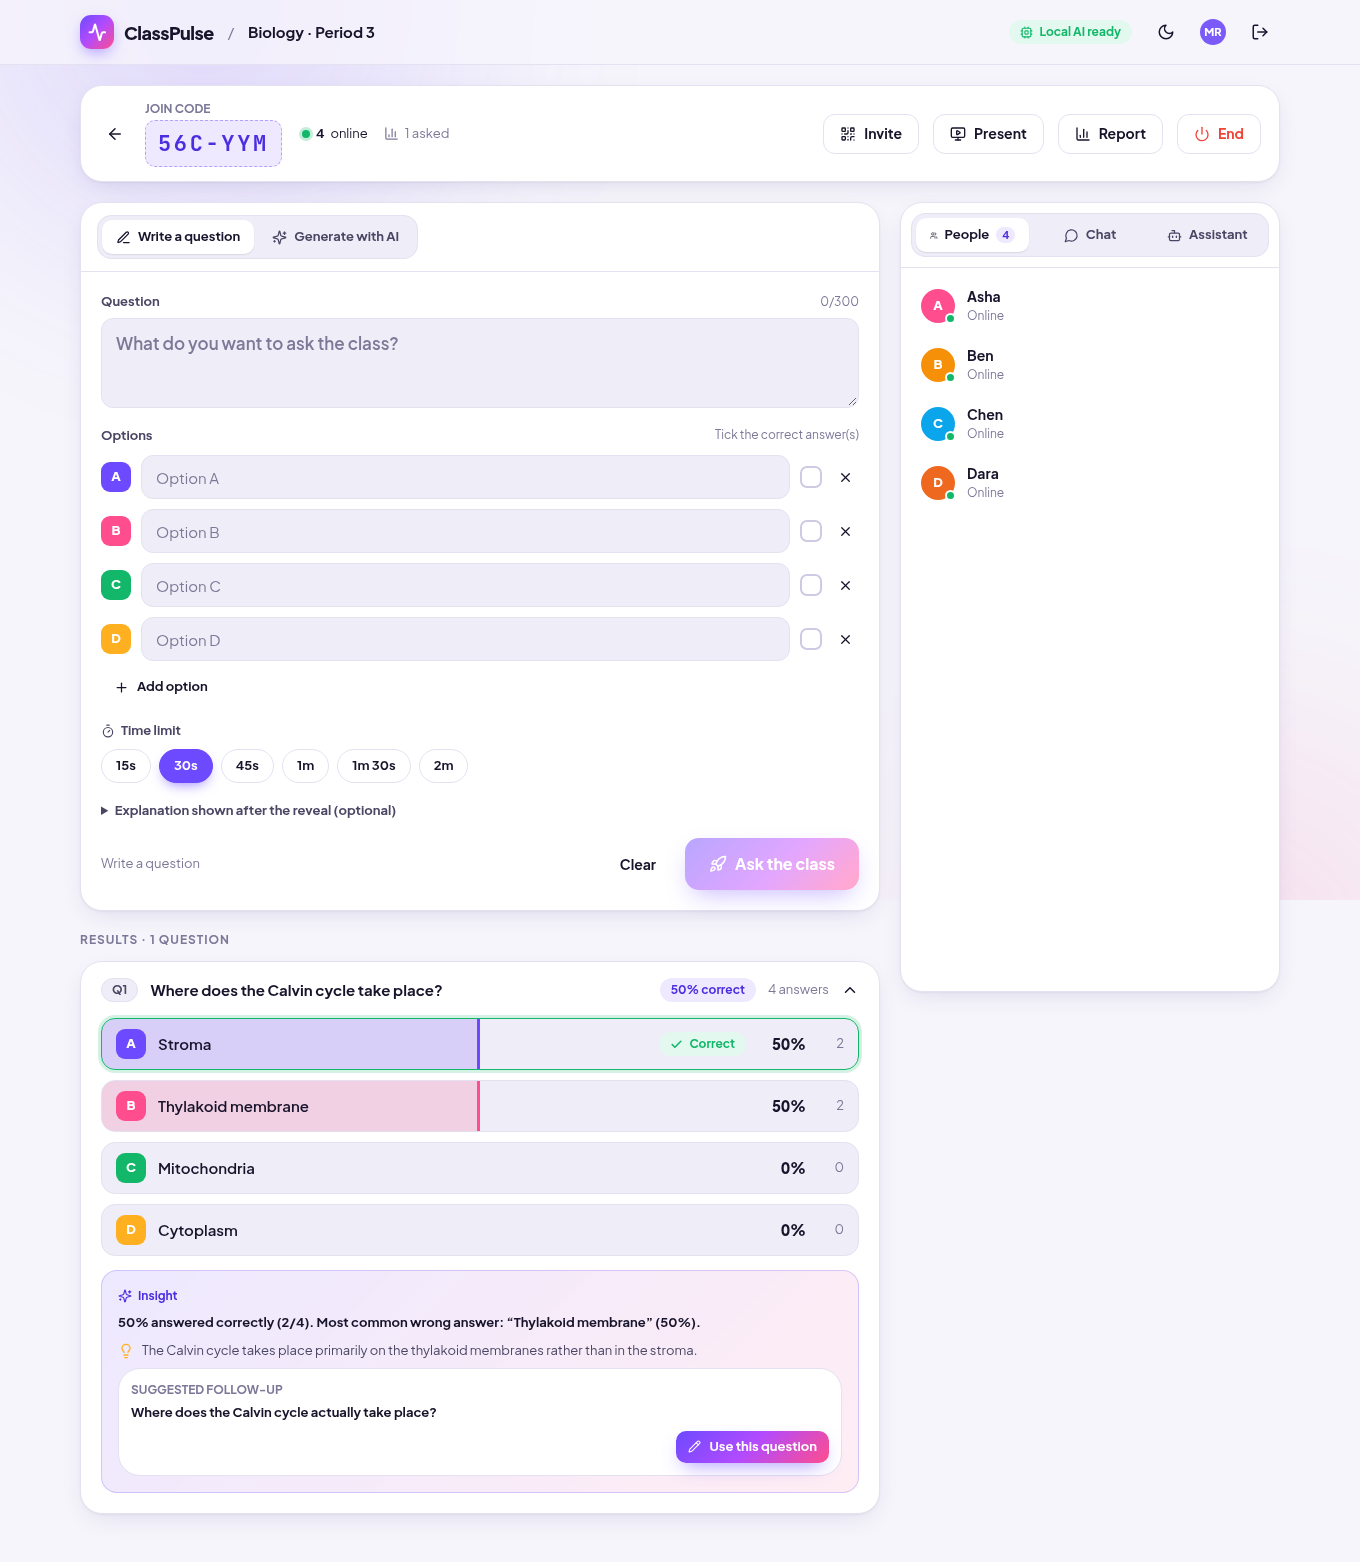 ClassPulse / Biology · Period 3
Local AI ready
MR
JOIN CODE
56C-YYM
4 online
1 asked
Invite
Present
Report
End
Write a question
Generate with AI
Question
0/300
What do you want to ask the class?
Options
Tick the correct answer(s)
A Option A
B Option B
C Option C
D Option D
Add option
Time limit
15s 30s 45s 1m 1m 30s 2m
Explanation shown after the reveal (optional)
Write a question
Clear
Ask the class
People 4
Chat
Assistant
A Asha
Online
B Ben
Online
C Chen
Online
D Dara
Online
RESULTS · 1 QUESTION
Q1 Where does the Calvin cycle take place? 50% correct 4 answers
A Stroma Correct 50% 2
B Thylakoid membrane 50% 2
C Mitochondria 0% 0
D Cytoplasm 0% 0
Insight
50% answered correctly (2/4). Most common wrong answer: “Thylakoid membrane” (50%).
The Calvin cycle takes place primarily on the thylakoid membranes rather than in the stroma.
SUGGESTED FOLLOW-UP
Where does the Calvin cycle actually take place?
Use this question